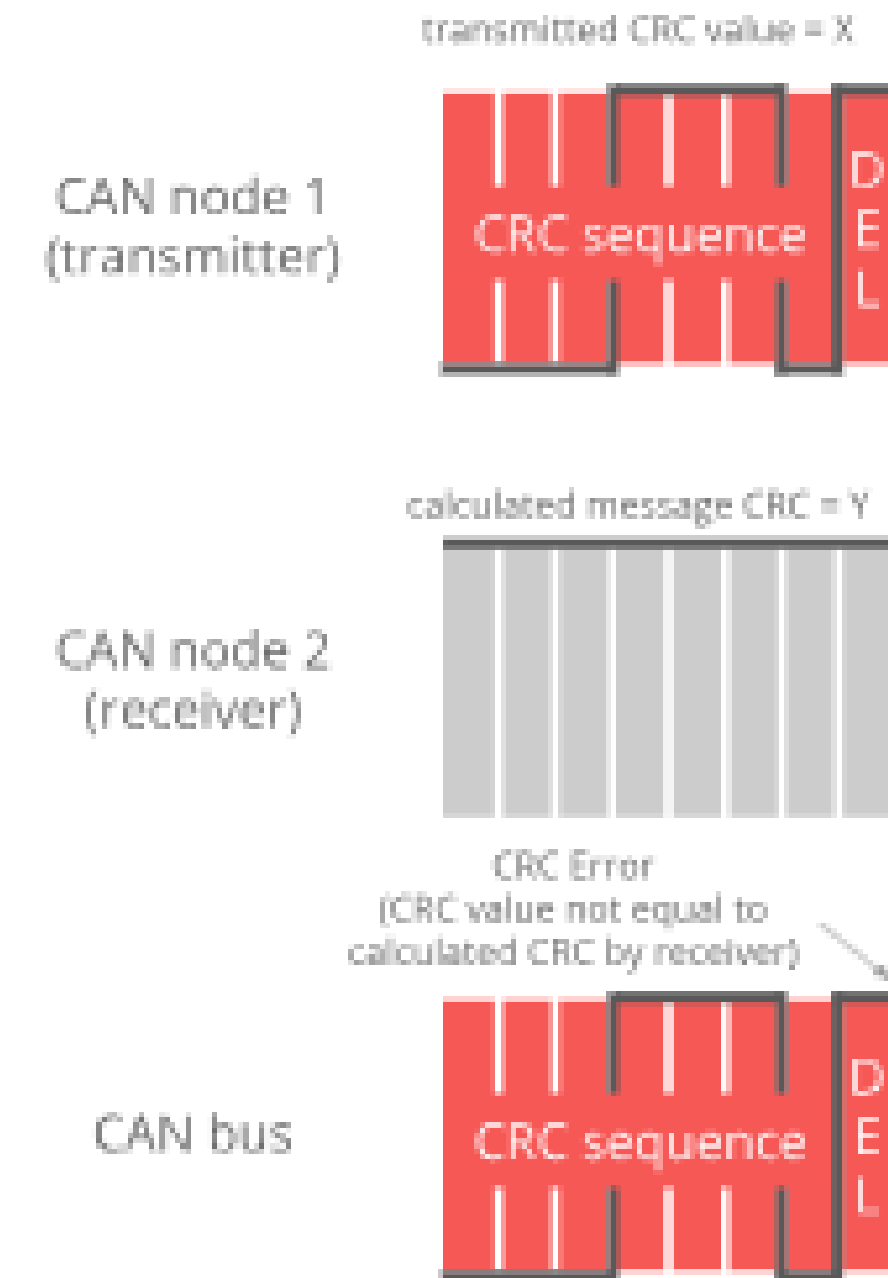 transmitted CRC value = X
CAN node 1
(transmitter)
CRC sequence
D
E
L
calculated message CRC = Y
CAN node 2
(receiver)
CRC Error
(CRC value not equal to
calculated CRC by receiver)
CAN bus
CRC sequence
D
E
L